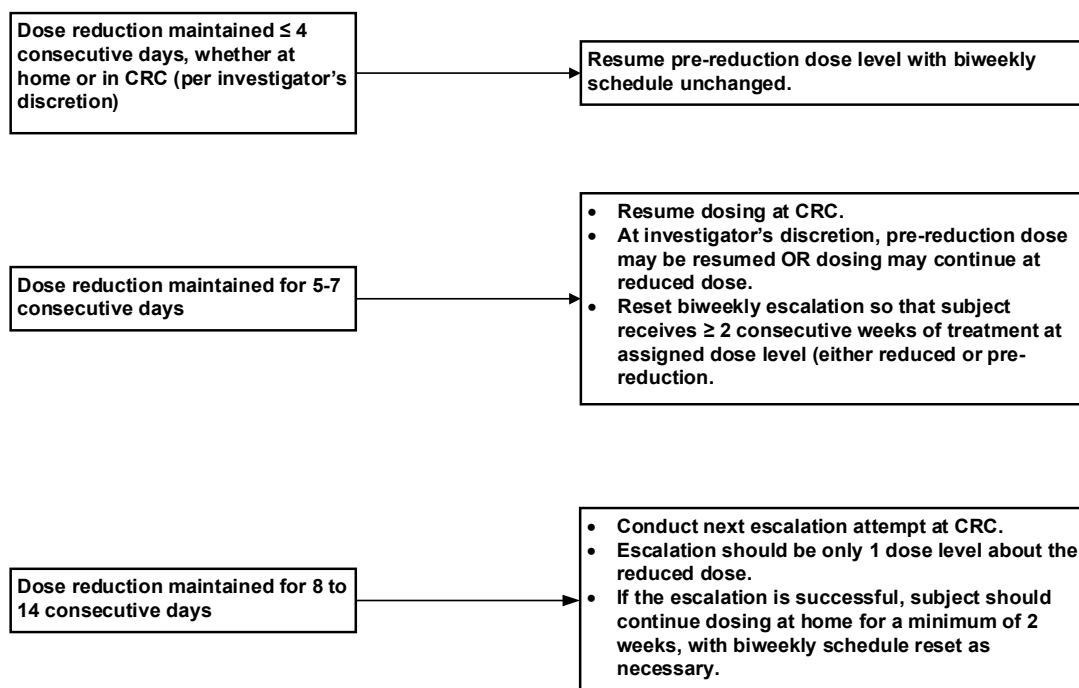 Dose reduction maintained ≤ 4
consecutive days, whether at
home or in CRC (per investigator's
discretion)
Resume pre-reduction dose level with biweekly
schedule unchanged.
Dose reduction maintained for 5-7
consecutive days
• Resume dosing at CRC.
• At investigator's discretion, pre-reduction dose
may be resumed OR dosing may continue at
reduced dose.
• Reset biweekly escalation so that subject
receives ≥ 2 consecutive weeks of treatment at
assigned dose level (either reduced or pre-
reduction.
Dose reduction maintained for 8 to
14 consecutive days
• Conduct next escalation attempt at CRC.
• Escalation should be only 1 dose level about the
reduced dose.
• If the escalation is successful, subject should
continue dosing at home for a minimum of 2
weeks, with biweekly schedule reset as
necessary.